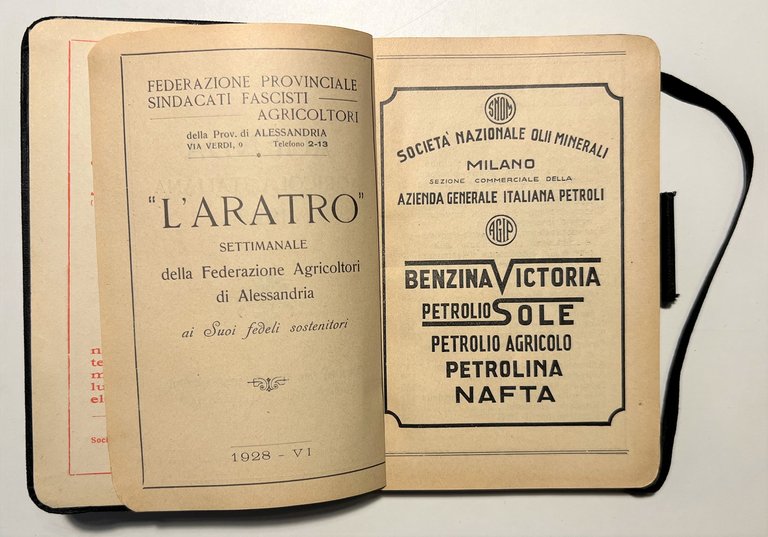 FEDERAZIONE PROVINCIALE
SINDACATI FASCISTI
AGRICOLTORI
della Prov. di ALESSANDRIA
VIA VERDI, 9 Telefono 2-13
"L'ARATRO"
SETTIMANALE
della Federazione Agricoltori
di Alessandria
ai Suoi fedeli sostenitori
1928 - VI
SNOM
SOCIETA' NAZIONALE OLII MINERALI
MILANO
SEZIONE COMMERCIALE DELLA
AZIENDA GENERALE ITALIANA PETROLI
AGIP
BENZINA VICTORIA
PETROLIO SOLE
PETROLIO AGRICOLO
PETROLINA
NAFTA